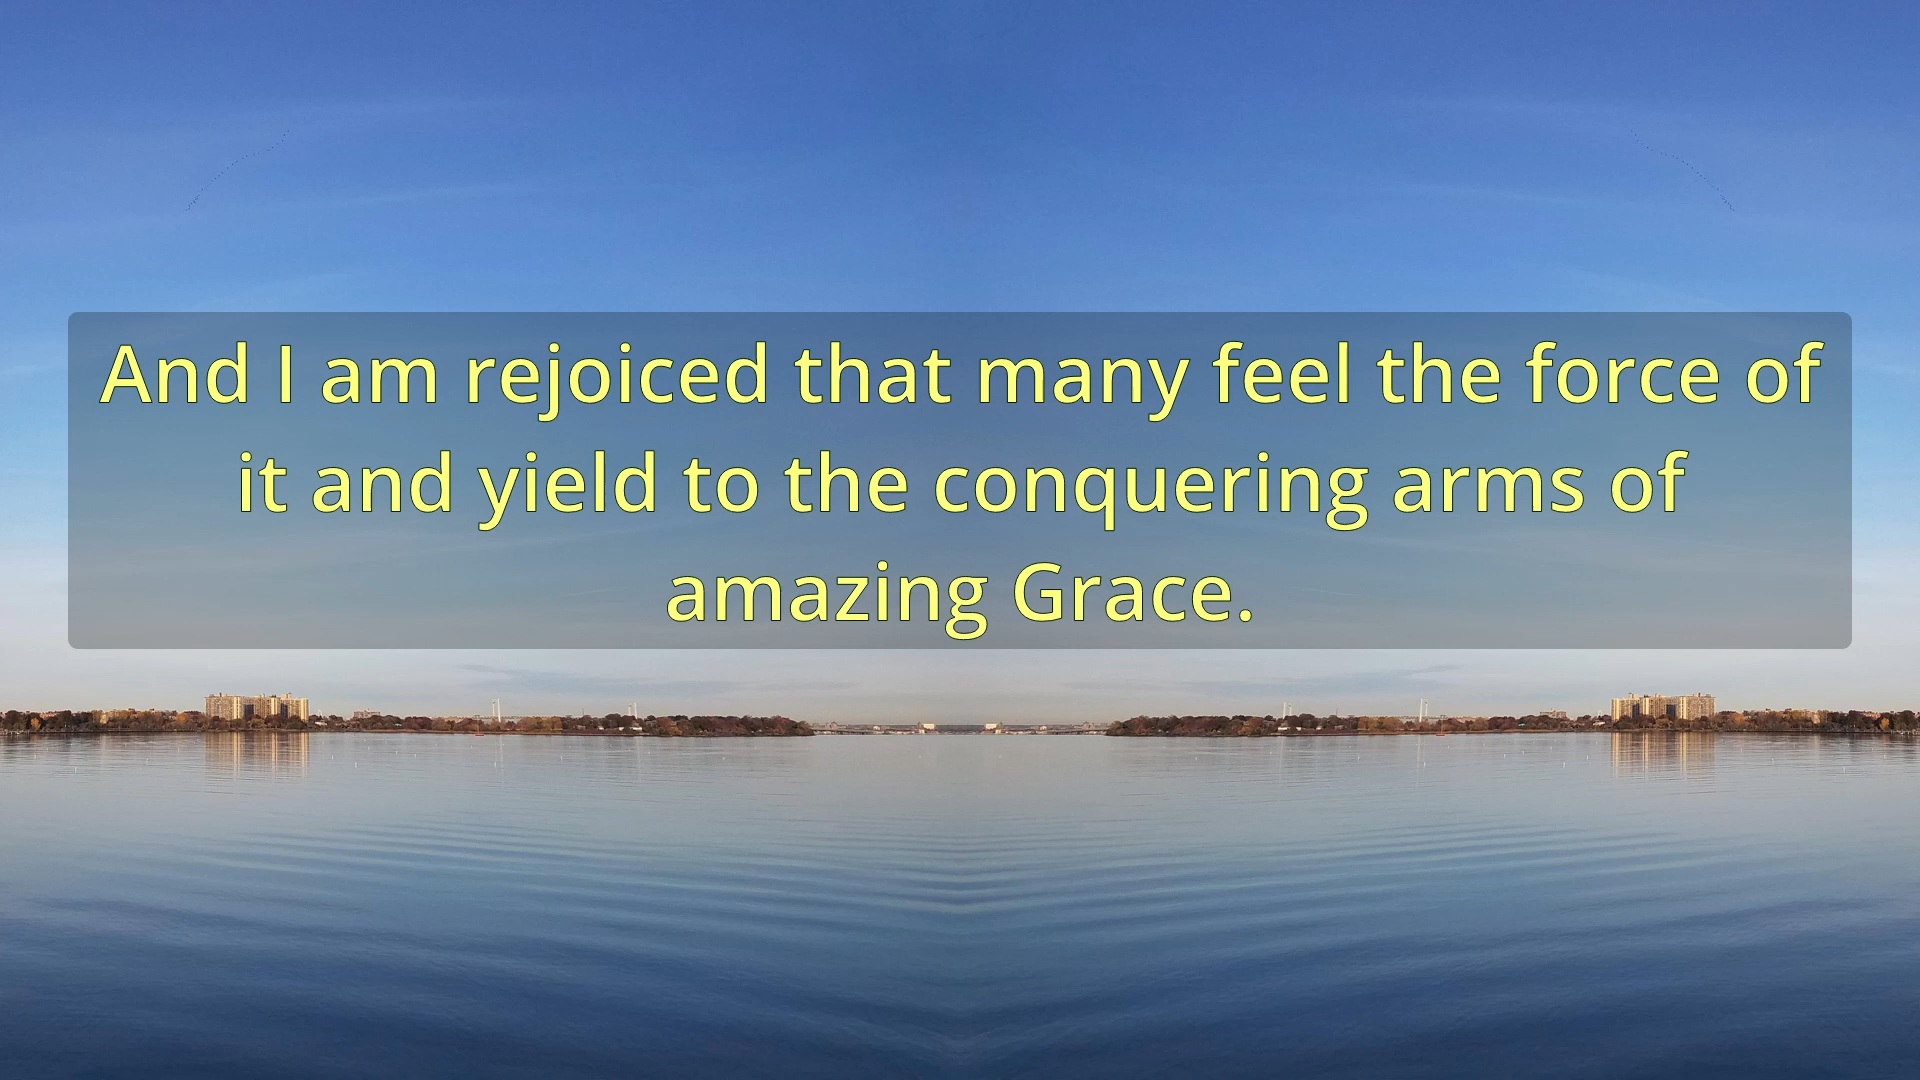 And I am rejoiced that many feel the force of
it and yield to the conquering arms of
amazing Grace.